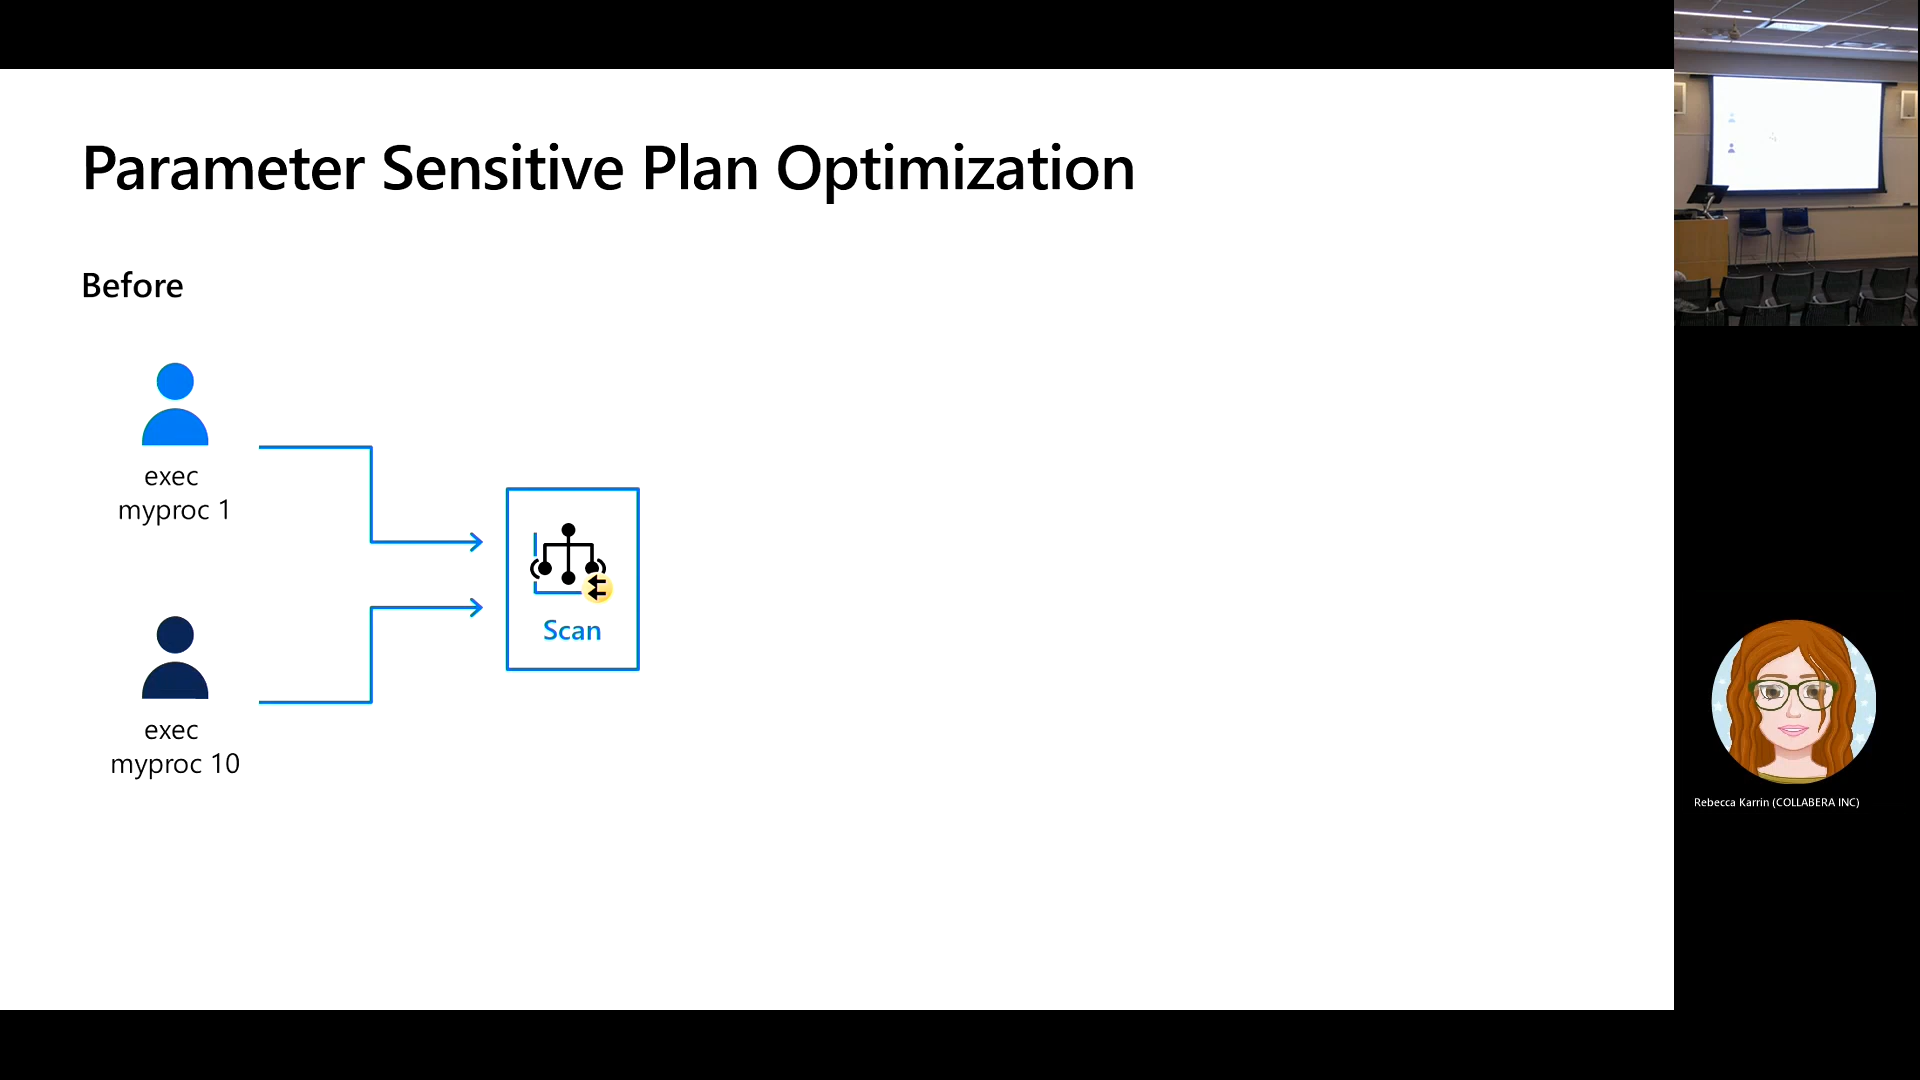 Parameter Sensitive Plan Optimization
Before
exec
myproc 1
Scan
exec
myproc 10
Rebecca Karrin (COLLABERA INC)